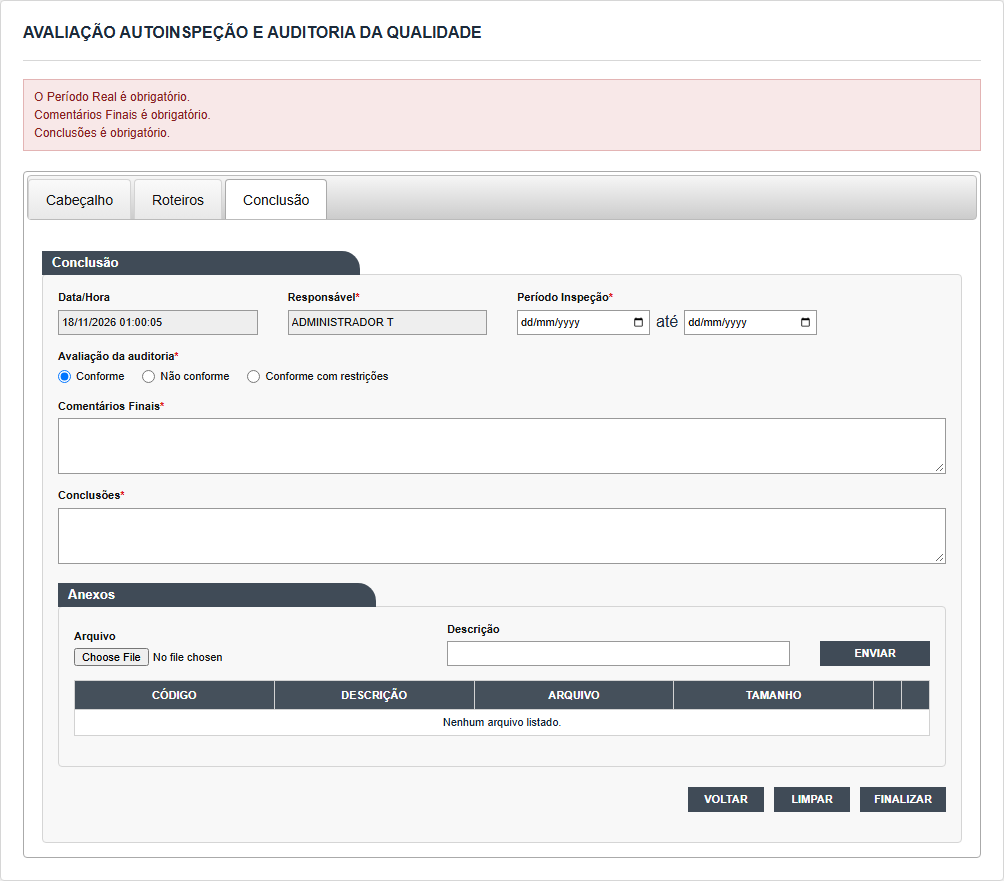 AVALIAÇÃO AUTOINSPEÇÃO E AUDITORIA DA QUALIDADE
O Período Real é obrigatório.
Comentários Finais é obrigatório.
Conclusões é obrigatório.
Cabeçalho Roteiros Conclusão
Conclusão
Data/Hora Responsável* Período Inspeção*
18/11/2026 01:00:05 ADMINISTRADOR T dd/mm/yyyy até dd/mm/yyyy
Avaliação da auditoria*
Conforme Não conforme Conforme com restrições
Comentários Finais*
Conclusões*
Anexos
Arquivo Descrição
Choose File No file chosen ENVIAR
CÓDIGO DESCRIÇÃO ARQUIVO TAMANHO
Nenhum arquivo listado.
VOLTAR LIMPAR FINALIZAR